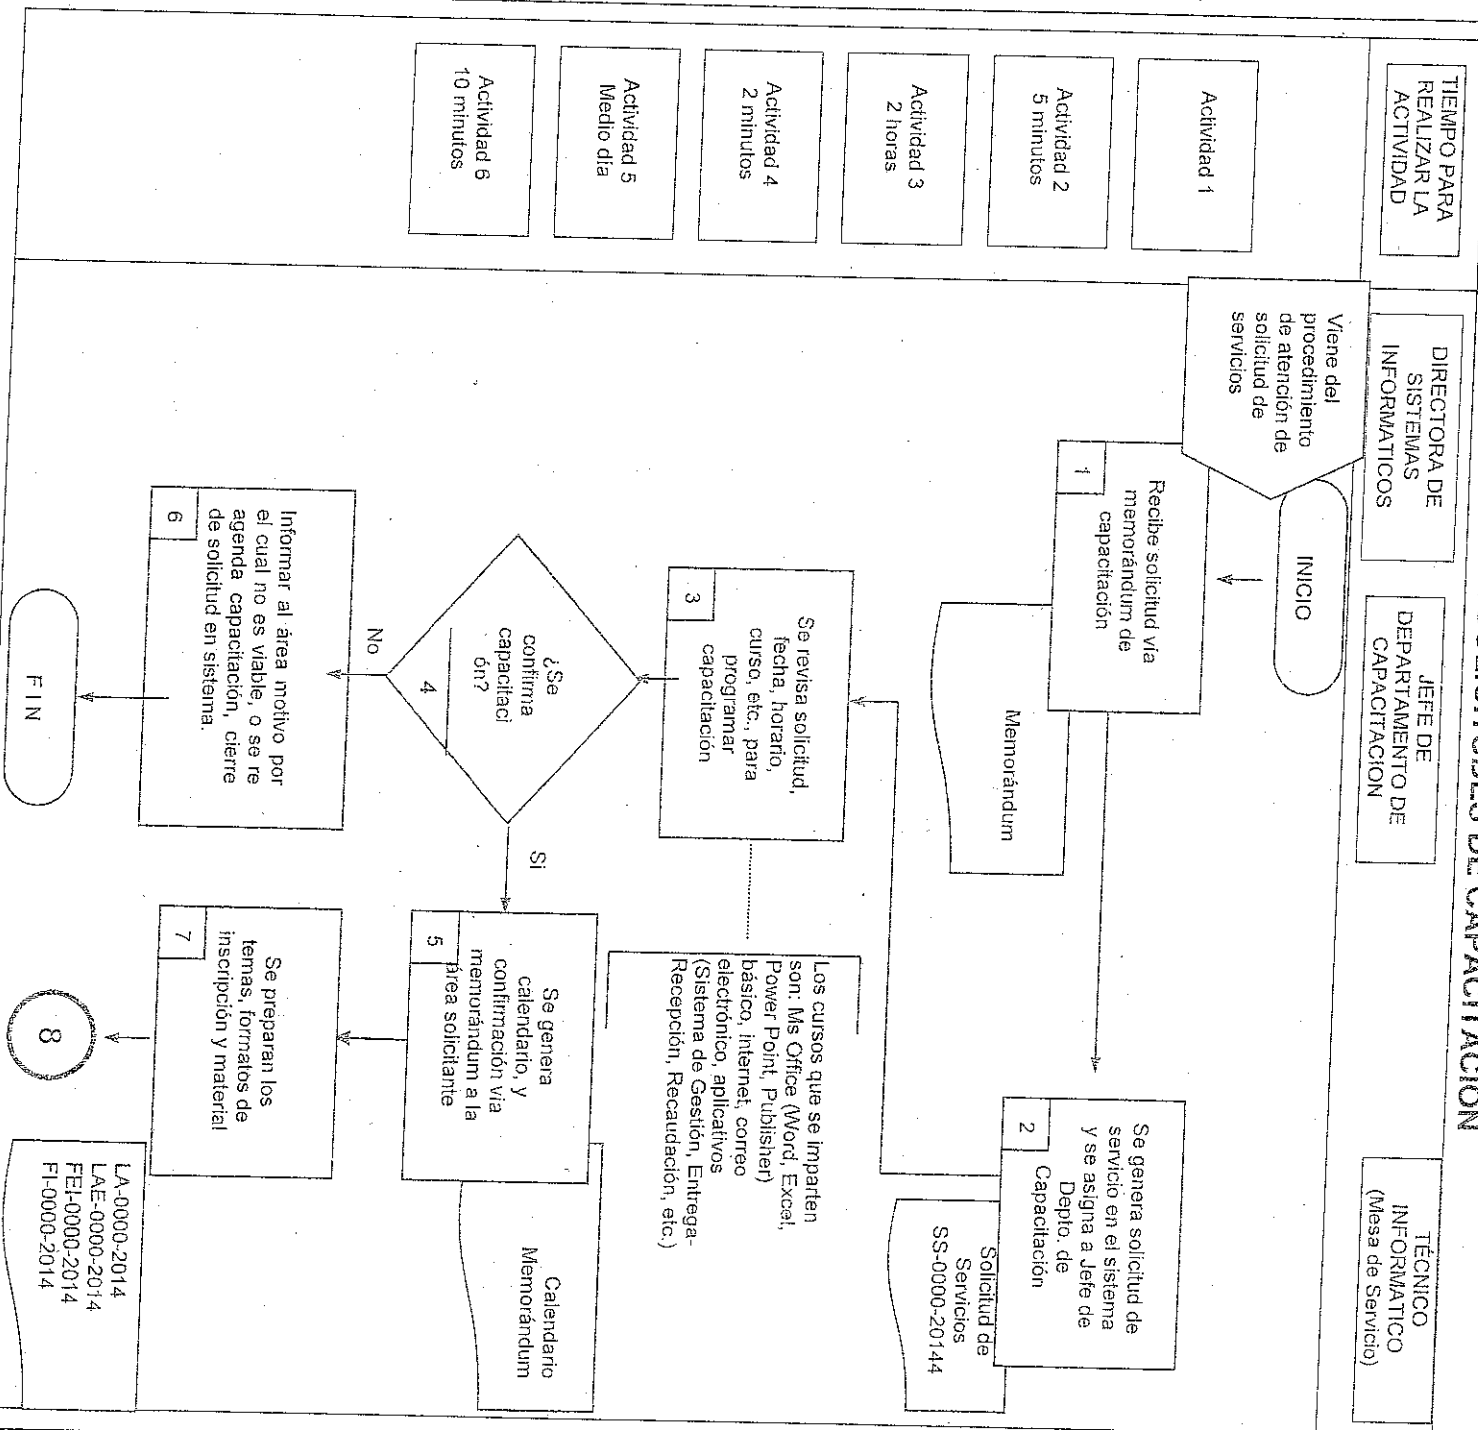 DE CAPACITACIÓN
TIEMPO PARA
REALIZAR LA
ACTIVIDAD
DIRECTORA DE
SISTEMAS
INFORMATICOS
JEFE DE
DEPARTAMENTO DE
CAPACITACION
TÉCNICO
INFORMATICO
(Mesa de Servicio)
Actividad 1
Actividad 2
5 minutos
Actividad 3
2 horas
Actividad 4
2 minutos
Actividad 5
Medio día
Actividad 6
10 minutos
Viene del
procedimiento
de atención de
solicitud de
servicios
INICIO
Recibe solicitud vía
memorándum de
capacitación
1
Memorándum
Se genera solicitud de
servicio en el sistema
y se asigna a Jefe de
Depto. de
Capacitación
2
Solicitud de
Servicios
SS-0000-20144
Se revisa solicitud,
fecha, horario,
curso, etc., para
programar
capacitación
3
Los cursos que se imparten
son: Ms Office (Word, Excel,
Power Point, Publisher)
básico, internet, correo
electrónico, aplicativos
(Sistema de Gestión, Entrega-
Recepción, Recaudación, etc.)
¿Se
confirma
capacitaci
ón?
4
No
Si
Se genera
calendario, y
confirmación vía
memorándum a la
área solicitante
5
Calendario
Memorándum
Informar al área motivo por
el cual no es viable, o se re
agenda capacitación, cierre
de solicitud en sistema.
6
Se preparan los
temas, formatos de
inscripción y material
7
LA-0000-2014
LAE-0000-2014
FEI-0000-2014
FI-0000-2014
FIN
8